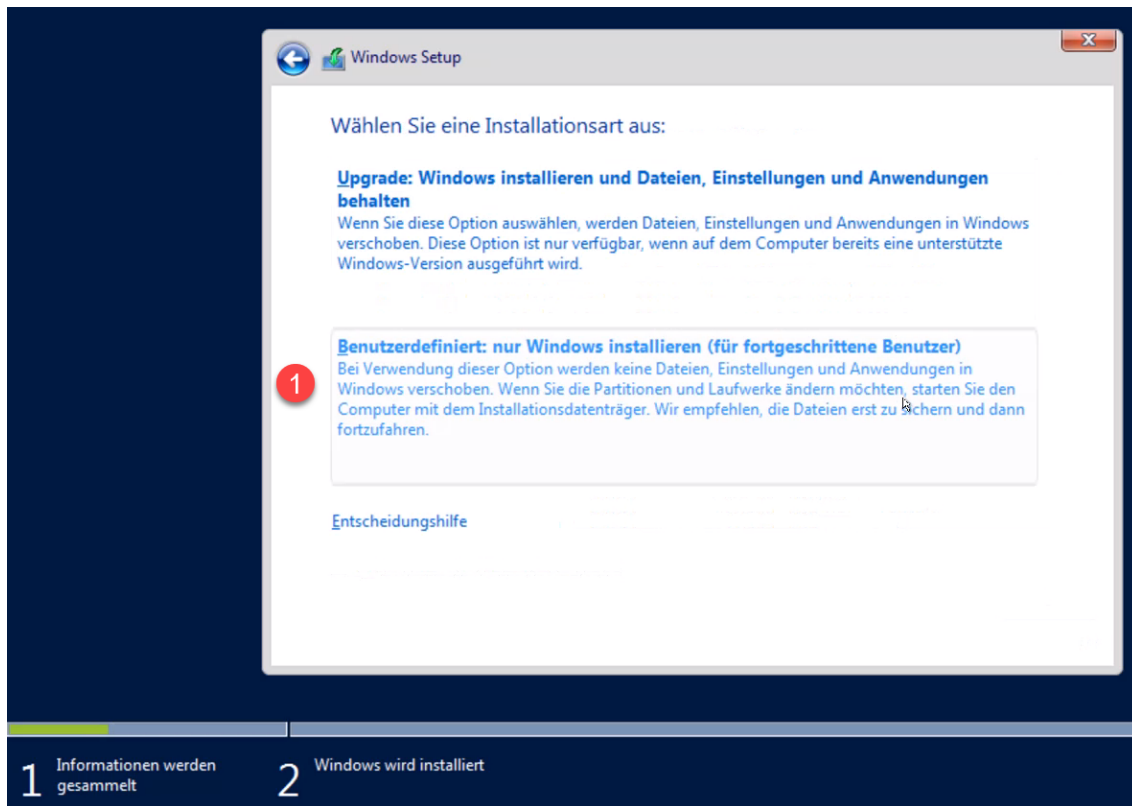 Windows Setup
Wählen Sie eine Installationsart aus:
Upgrade: Windows installieren und Dateien, Einstellungen und Anwendungen
behalten
Wenn Sie diese Option auswählen, werden Dateien, Einstellungen und Anwendungen in Windows
verschoben. Diese Option ist nur verfügbar, wenn auf dem Computer bereits eine unterstützte
Windows-Version ausgeführt wird.
1
Benutzerdefiniert: nur Windows installieren (für fortgeschrittene Benutzer)
Bei Verwendung dieser Option werden keine Dateien, Einstellungen und Anwendungen in
Windows verschoben. Wenn Sie die Partitionen und Laufwerke ändern möchten, starten Sie den
Computer mit dem Installationsdatenträger. Wir empfehlen, die Dateien erst zu sichern und dann
fortzufahren.
Entscheidungshilfe
1 Informationen werden
gesammelt
2 Windows wird installiert